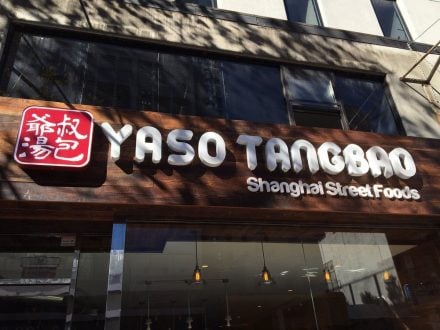 爺叔
湯包
YASO TANGBAO
Shanghai Street Foods